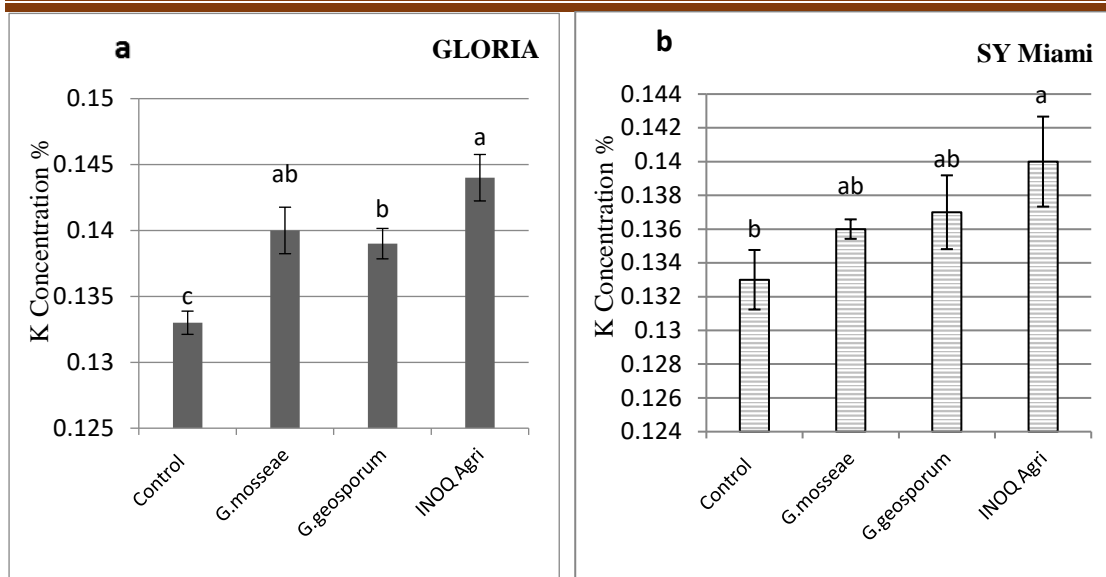 a
GLORIA
K Concentration %
0.15
0.145
0.14
0.135
0.13
0.125
c
ab
b
a
Control
G.mosseae
G.geosporum
INOQ Agri
b
SY Miami
K Concentration %
0.144
0.142
0.14
0.138
0.136
0.134
0.132
0.13
0.128
0.126
0.124
b
ab
ab
a
Control
G.mosseae
G.geosporum
INOQ Agri